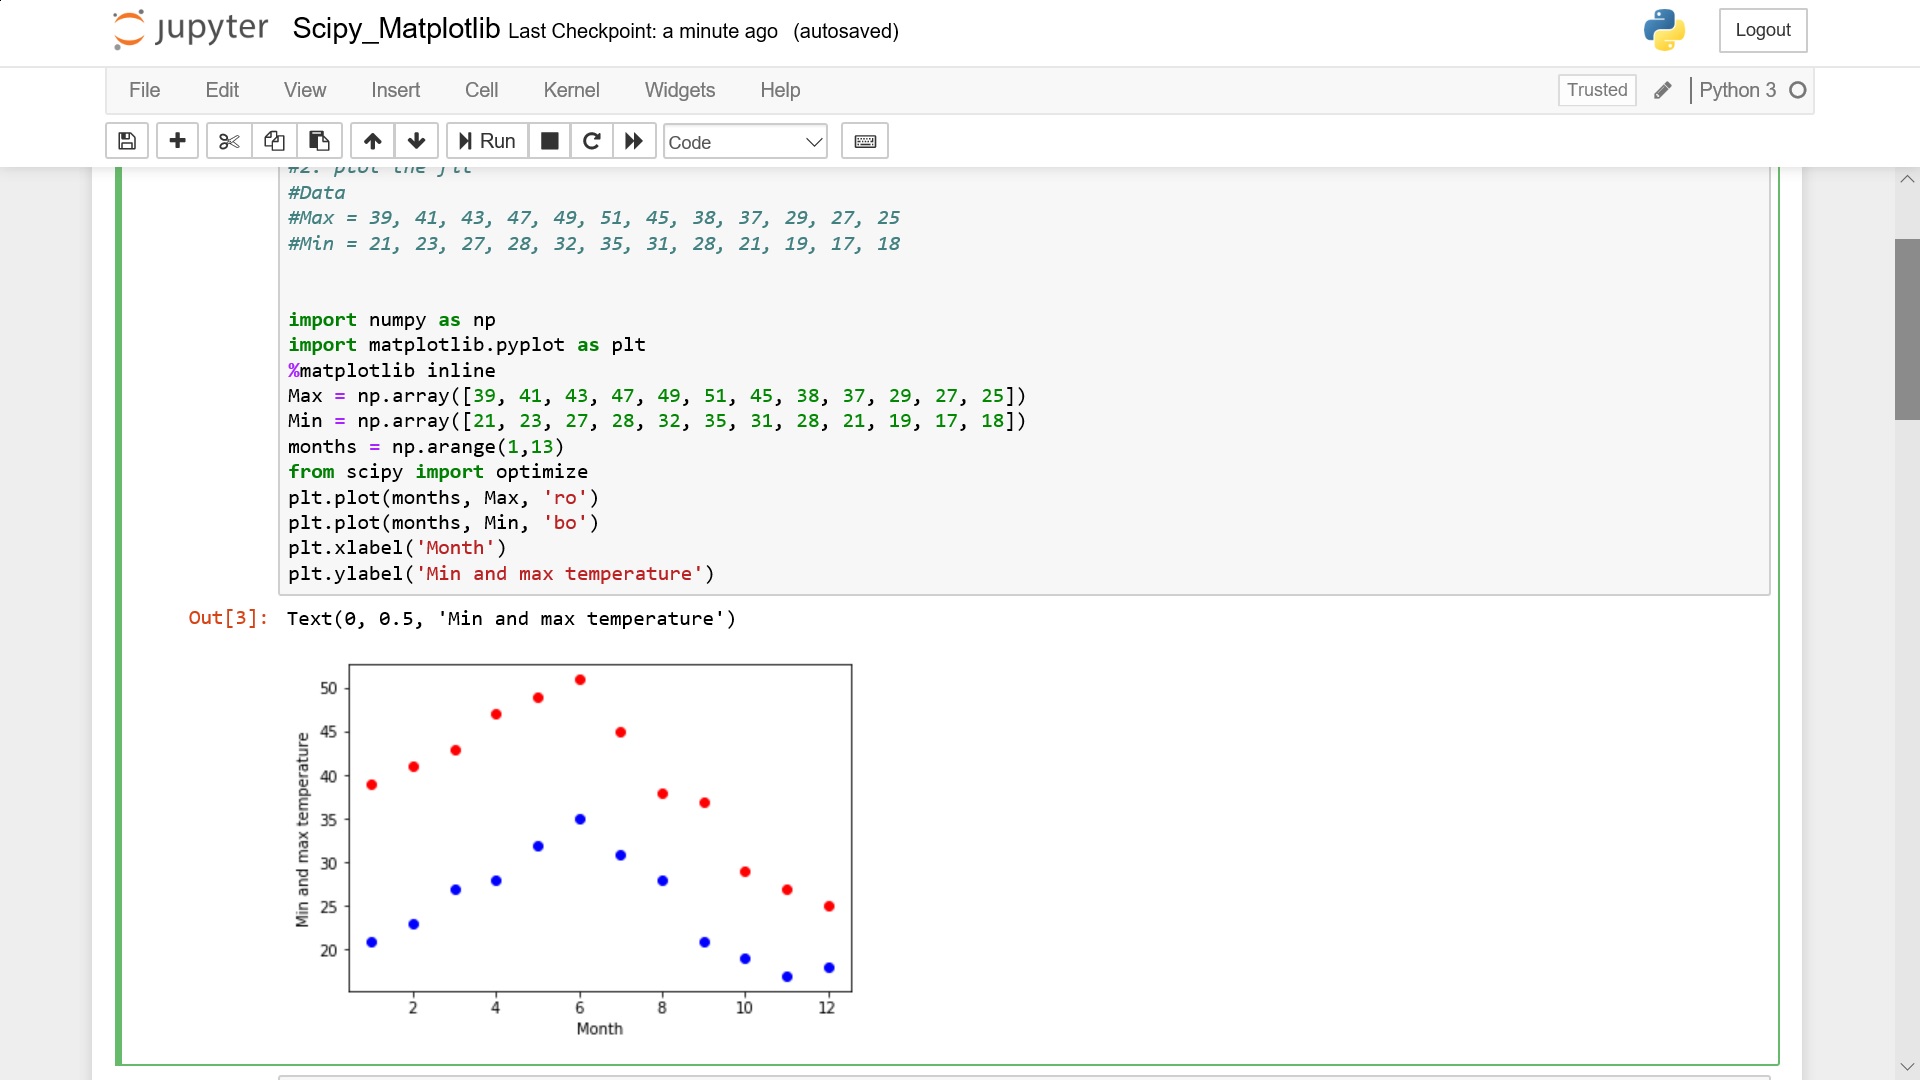 jupyter Scipy_Matplotlib Last Checkpoint: a minute ago (autosaved) Logout
File Edit View Insert Cell Kernel Widgets Help Trusted Python 3
Run Code
#2. plot the fit
#Data
#Max = 39, 41, 43, 47, 49, 51, 45, 38, 37, 29, 27, 25
#Min = 21, 23, 27, 28, 32, 35, 31, 28, 21, 19, 17, 18
import numpy as np
import matplotlib.pyplot as plt
%matplotlib inline
Max = np.array([39, 41, 43, 47, 49, 51, 45, 38, 37, 29, 27, 25])
Min = np.array([21, 23, 27, 28, 32, 35, 31, 28, 21, 19, 17, 18])
months = np.arange(1,13)
from scipy import optimize
plt.plot(months, Max, 'ro')
plt.plot(months, Min, 'bo')
plt.xlabel('Month')
plt.ylabel('Min and max temperature')
Out[3]: Text(0, 0.5, 'Min and max temperature')
Min and max temperature
50
45
40
35
30
25
20
2 4 6 8 10 12
Month